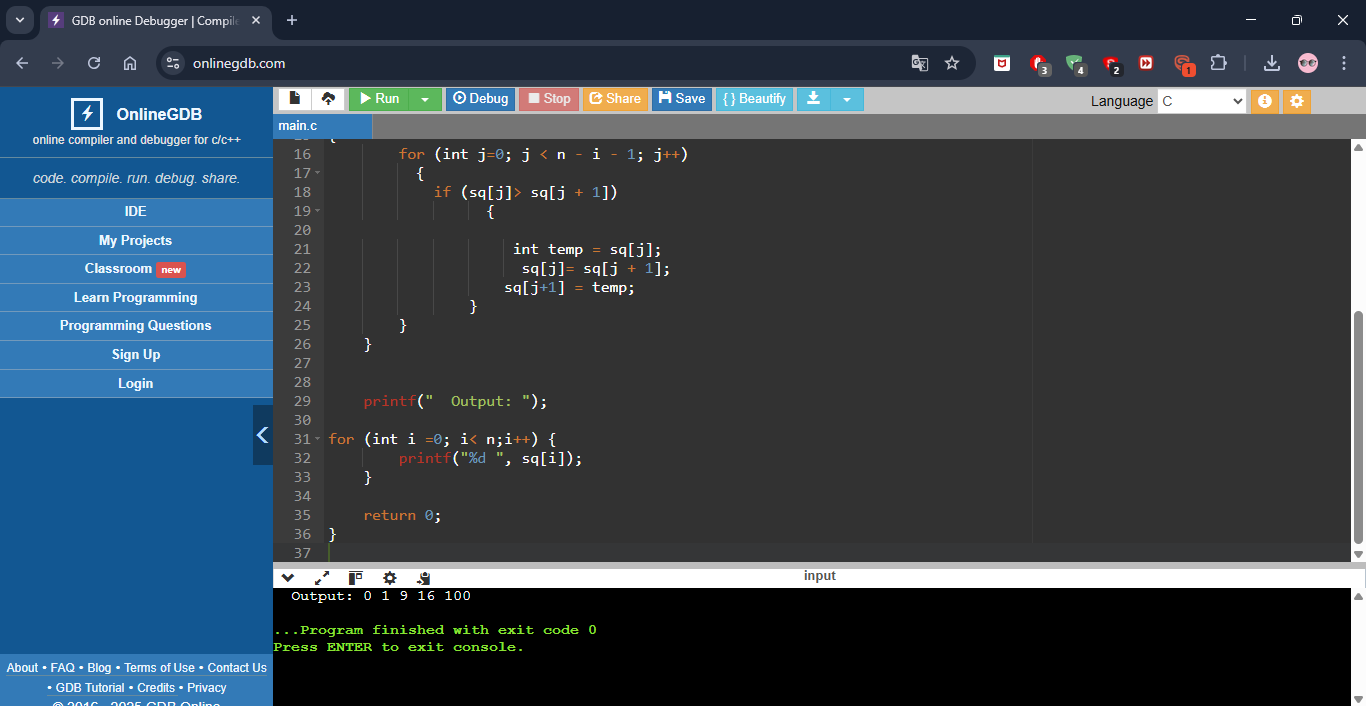 GDB online Debugger | Compile
onlinegdb.com
3
4
2
1
OnlineGDB
online compiler and debugger for c/c++
code. compile. run. debug. share.
IDE
My Projects
Classroom new
Learn Programming
Programming Questions
Sign Up
Login
About • FAQ • Blog • Terms of Use • Contact Us
• GDB Tutorial • Credits • Privacy
© 2016 - 2025 GDB Online
Run Debug Stop Share Save { } Beautify
Language C
main.c
16 for (int j=0; j < n - i - 1; j++)
17 {
18 if (sq[j]> sq[j + 1])
19 {
20
21 int temp = sq[j];
22 sq[j]= sq[j + 1];
23 sq[j+1] = temp;
24 }
25 }
26 }
27
28
29 printf("  Output: ");
30
31 for (int i =0; i< n;i++) {
32 printf("%d ", sq[i]);
33 }
34
35 return 0;
36 }
37
input
Output: 0 1 9 16 100
...Program finished with exit code 0
Press ENTER to exit console.